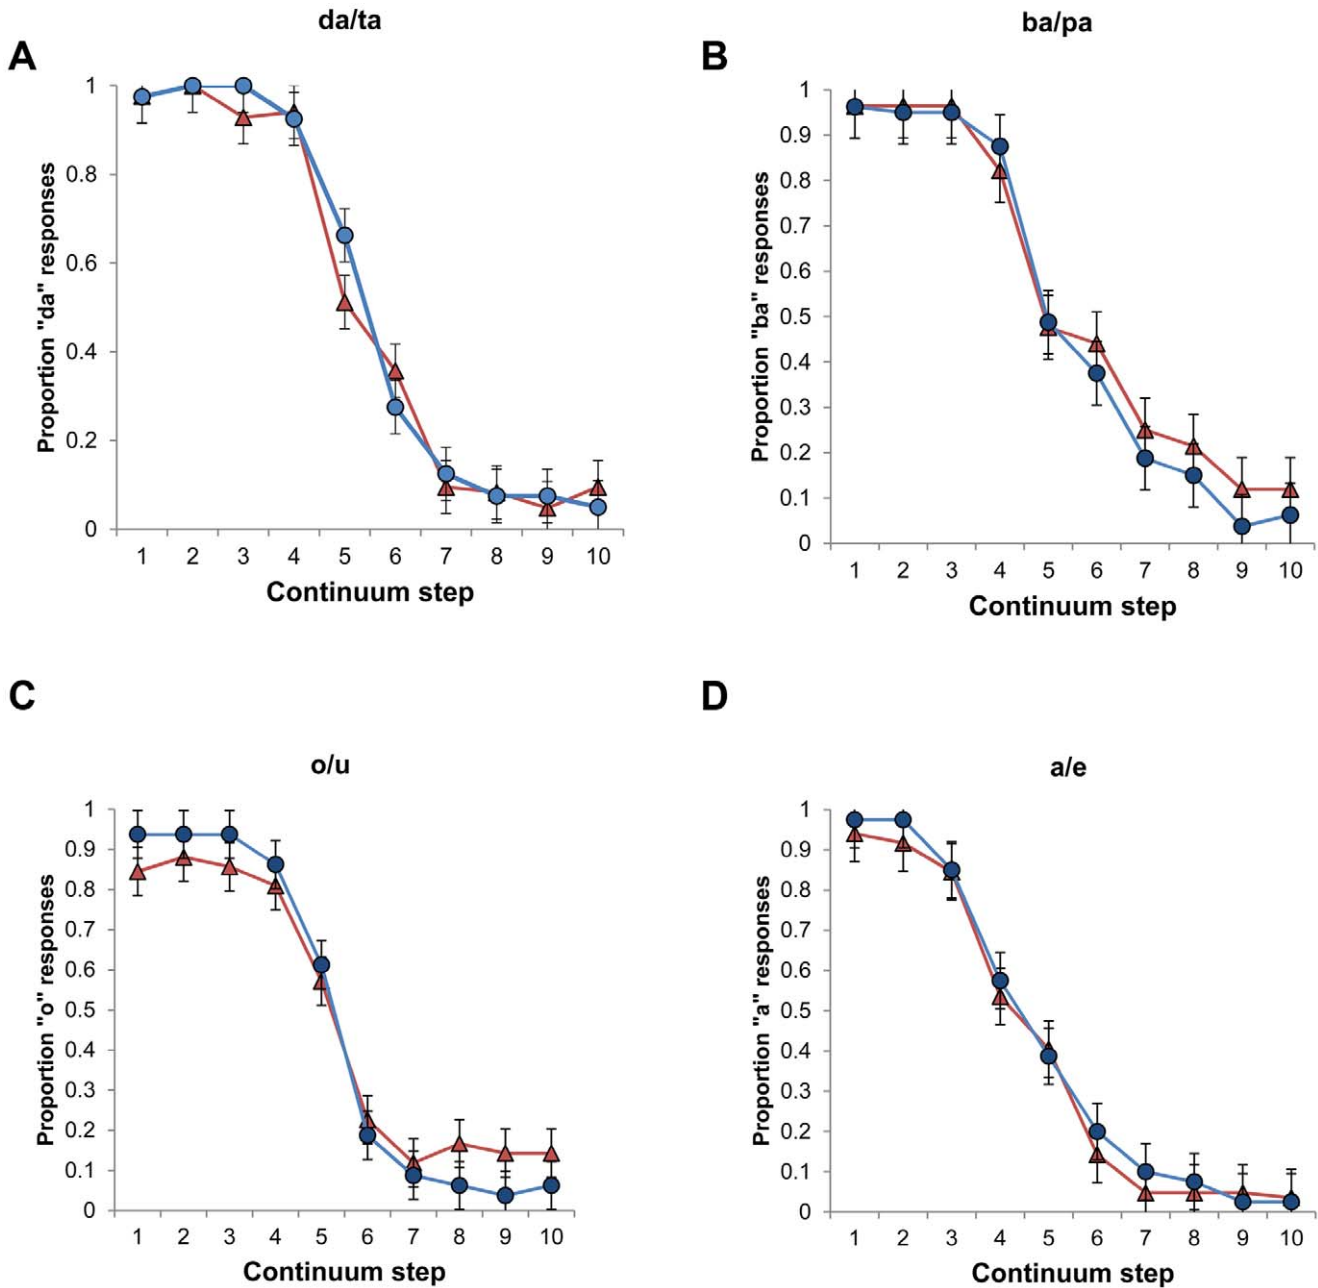 da/ta
A
Proportion "da" responses
1
0.8
0.6
0.4
0.2
0
1 2 3 4 5 6 7 8 9 10
Continuum step
ba/pa
B
Proportion "ba" responses
1
0.9
0.8
0.7
0.6
0.5
0.4
0.3
0.2
0.1
0
1 2 3 4 5 6 7 8 9 10
Continuum step
C
o/u
Proportion "o" responses
1
0.9
0.8
0.7
0.6
0.5
0.4
0.3
0.2
0.1
0
1 2 3 4 5 6 7 8 9 10
Continuum step
D
a/e
Proportion "a" responses
1
0.9
0.8
0.7
0.6
0.5
0.4
0.3
0.2
0.1
0
1 2 3 4 5 6 7 8 9 10
Continuum step